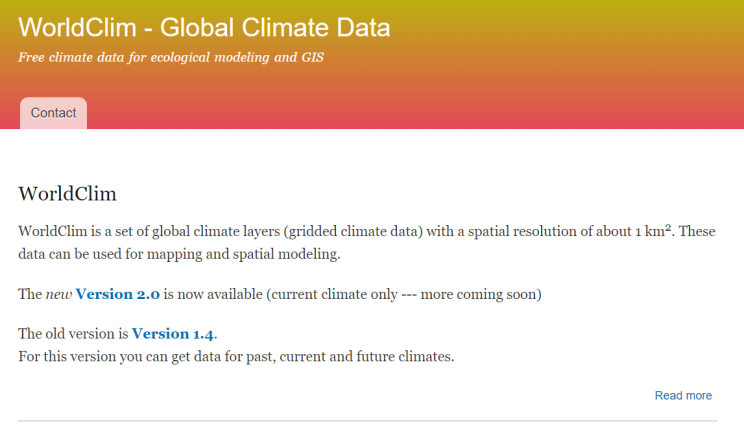 WorldClim - Global Climate Data
Free climate data for ecological modeling and GIS
Contact
WorldClim
WorldClim is a set of global climate layers (gridded climate data) with a spatial resolution of about 1 km². These
data can be used for mapping and spatial modeling.
The new Version 2.0 is now available (current climate only --- more coming soon)
The old version is Version 1.4.
For this version you can get data for past, current and future climates.
Read more